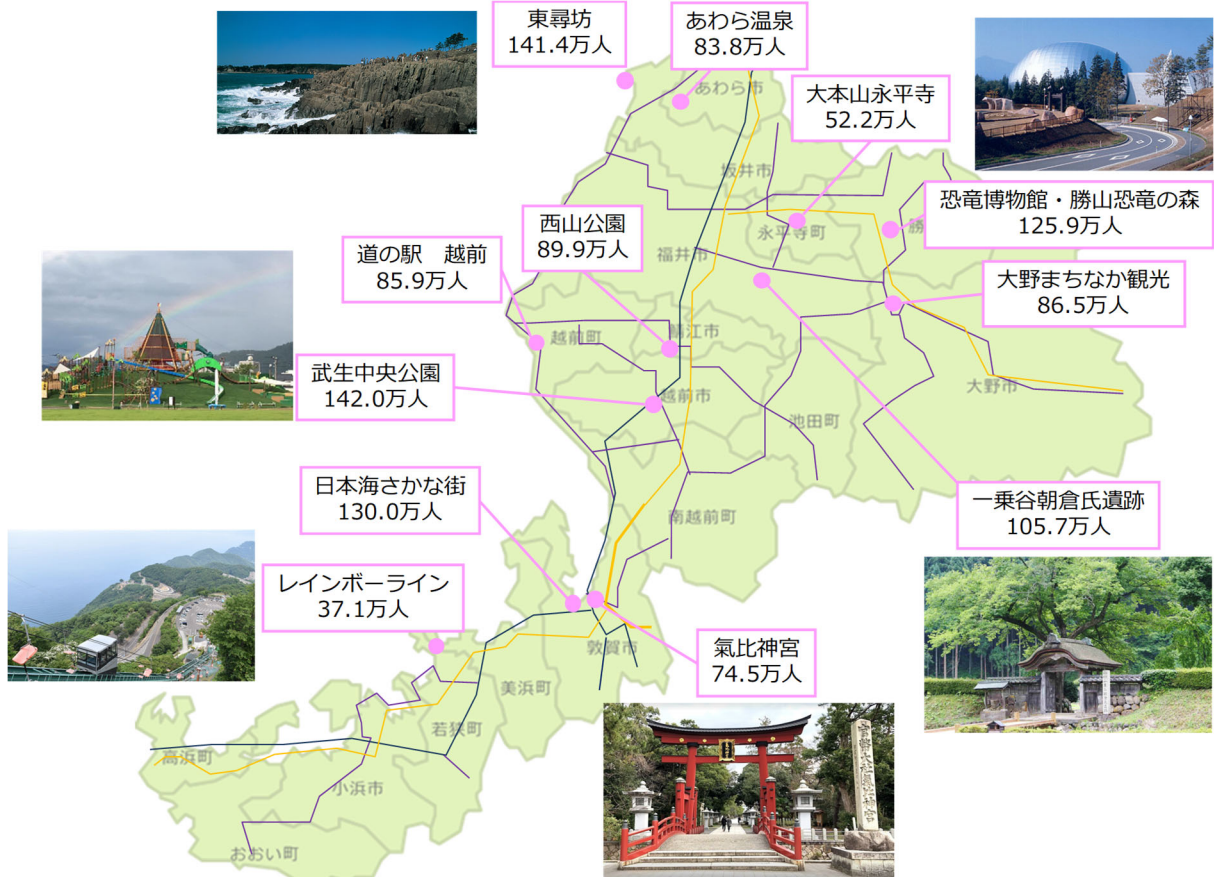 東尋坊
141.4万人
あわら温泉
83.8万人
あわら市
大本山永平寺
52.2万人
坂井市
恐竜博物館・勝山恐竜の森
125.9万人
勝
西山公園
89.9万人
永平寺町
道の駅　越前
85.9万人
福井市
大野まちなか観光
86.5万人
越前町
鯖江市
武生中央公園
142.0万人
越前市
大野市
池田町
日本海さかな街
130.0万人
一乗谷朝倉氏遺跡
105.7万人
南越前町
レインボーライン
37.1万人
敦賀市
氣比神宮
74.5万人
美浜町
若狭町
高浜町
小浜市
おおい町
官幣大社氣比神宮